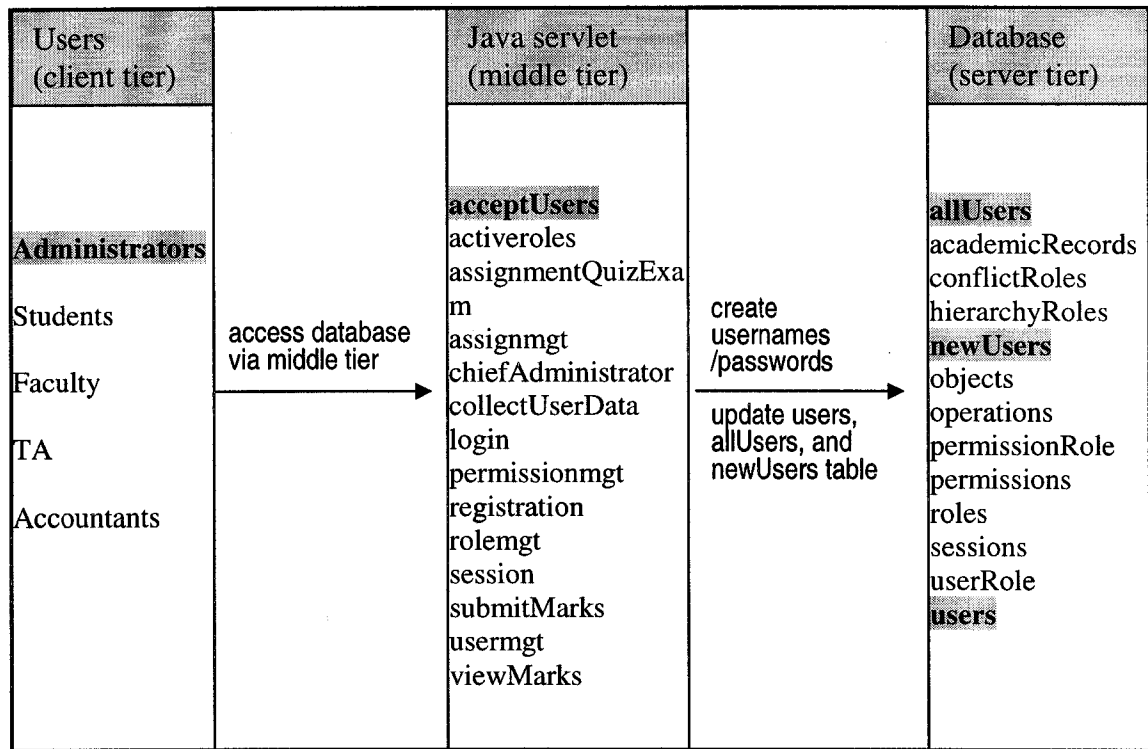 Users
(client tier)
Java servlet
(middle tier)
Database
(server tier)
Administrators
Students
Faculty
TA
Accountants
access database
via middle tier
acceptUsers
activeroles
assignmentQuizExa
m
assignmgt
chiefAdministrator
collectUserData
login
permissionmgt
registration
rolemgt
session
submitMarks
usermgt
viewMarks
create
usernames
/passwords
update users,
allUsers, and
newUsers table
allUsers
academicRecords
conflictRoles
hierarchyRoles
newUsers
objects
operations
permissionRole
permissions
roles
sessions
userRole
users